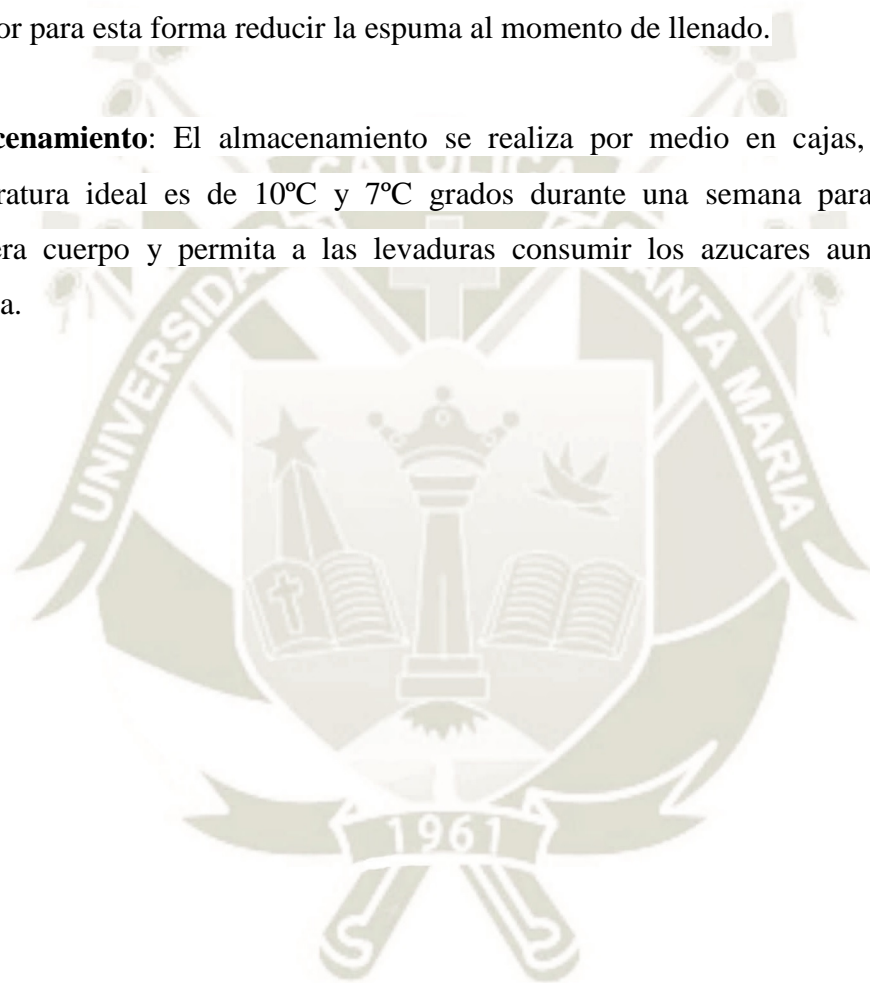 or para esta forma reducir la espuma al momento de llenado.
cenamiento: El almacenamiento se realiza por medio en cajas,
ratura ideal es de 10ºC y 7ºC grados durante una semana para
era cuerpo y permita a las levaduras consumir los azucares aun
a.
UNIVERSIDAD CATOLICA SANTA MARIA
1961